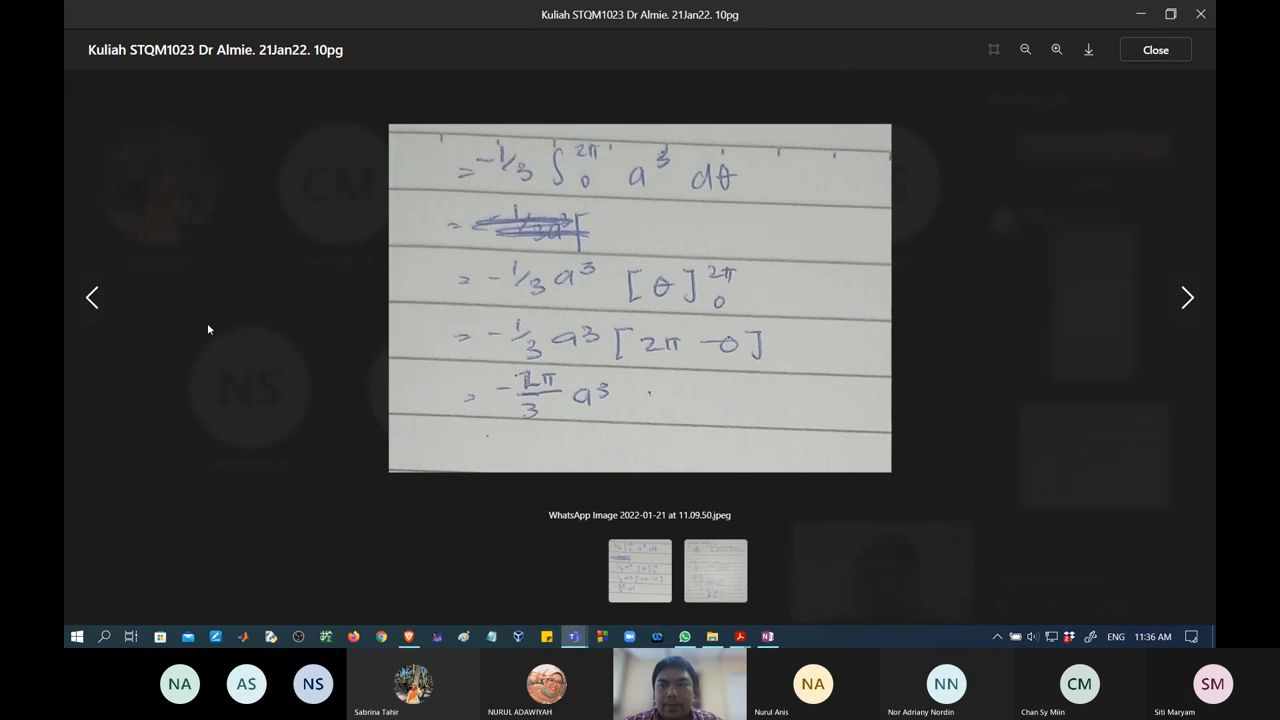 Kuliah STQM1023 Dr Almie. 21Jan22. 10pg
Kuliah STQM1023 Dr Almie. 21Jan22. 10pg
Close
= -1/3 ∫₀^2π a³ dθ
= -1/3 a³ [θ]₀^2π
= -1/3 a³ [2π - 0]
= -2π/3 a³
WhatsApp Image 2022-01-21 at 11.09.50.jpeg
CM
NS
ENG 11:36 AM
NA AS NS NA NN CM SM
Sabrina Tahir NURUL ADAWIYAH Nurul Anis Nor Adriany Nordin Chan Sy Miin Siti Maryam